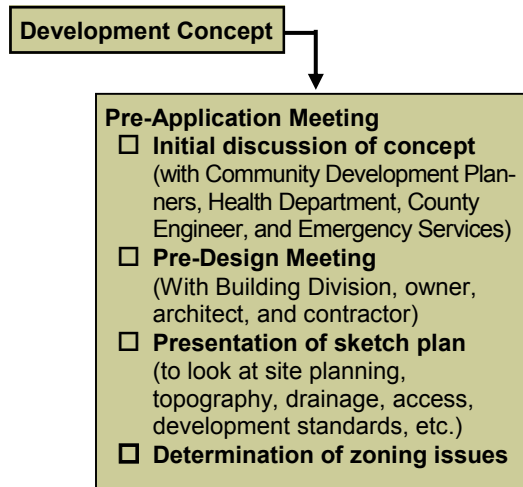 Development Concept
Pre-Application Meeting
☐ Initial discussion of concept
(with Community Development Plan-
ners, Health Department, County
Engineer, and Emergency Services)
☐ Pre-Design Meeting
(With Building Division, owner,
architect, and contractor)
☐ Presentation of sketch plan
(to look at site planning,
topography, drainage, access,
development standards, etc.)
☐ Determination of zoning issues